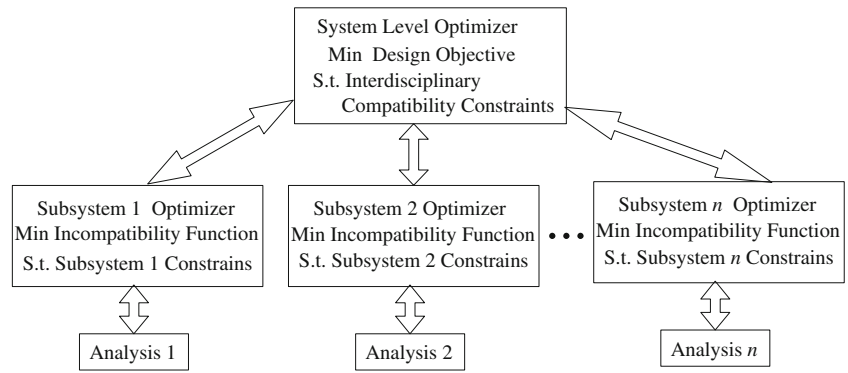 System Level Optimizer
Min Design Objective
S.t. Interdisciplinary
Compatibility Constraints
Subsystem 1 Optimizer
Min Incompatibility Function
S.t. Subsystem 1 Constrains
Subsystem 2 Optimizer
Min Incompatibility Function
S.t. Subsystem 2 Constrains
•••
Subsystem n Optimizer
Min Incompatibility Function
S.t. Subsystem n Constrains
Analysis 1
Analysis 2
Analysis n